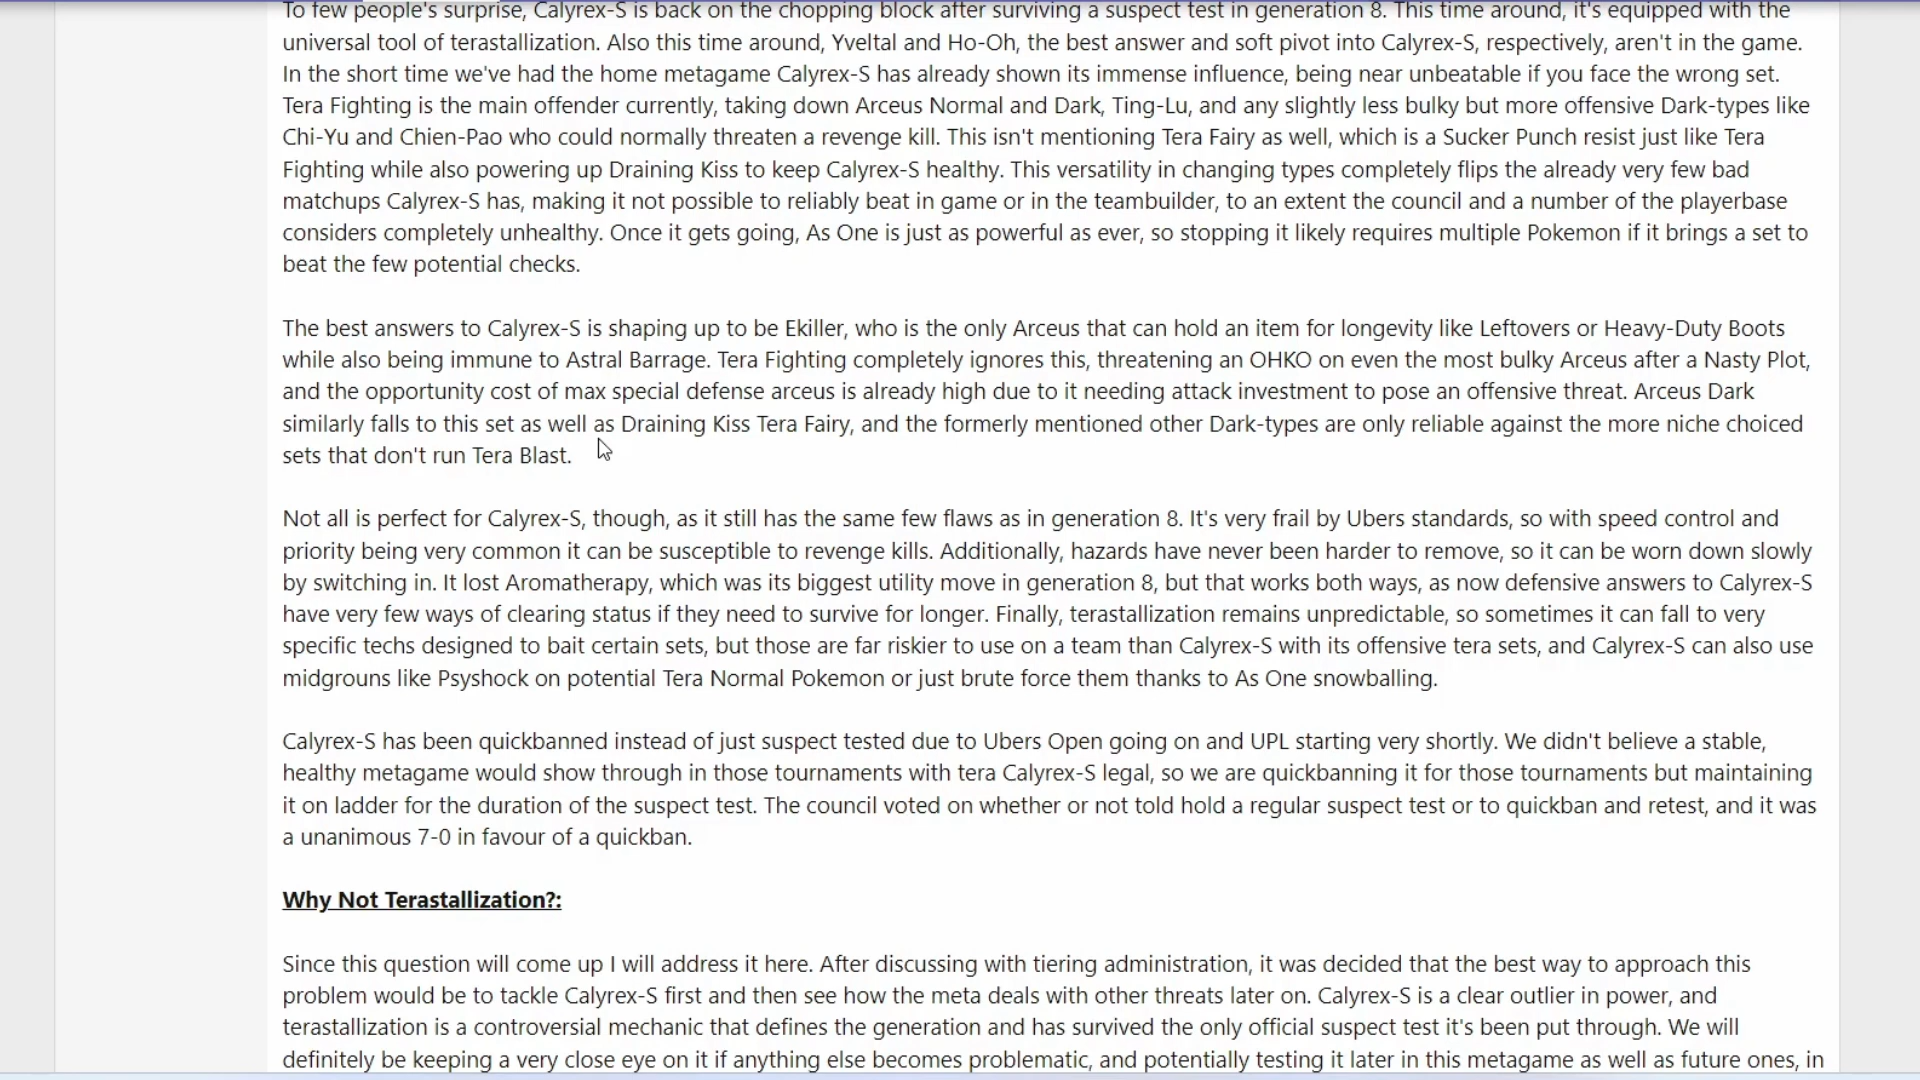 To few people's surprise, Calyrex-S is back on the chopping block after surviving a suspect test in generation 8. This time around, it's equipped with the
universal tool of terastallization. Also this time around, Yveltal and Ho-Oh, the best answer and soft pivot into Calyrex-S, respectively, aren't in the game.
In the short time we've had the home metagame Calyrex-S has already shown its immense influence, being near unbeatable if you face the wrong set.
Tera Fighting is the main offender currently, taking down Arceus Normal and Dark, Ting-Lu, and any slightly less bulky but more offensive Dark-types like
Chi-Yu and Chien-Pao who could normally threaten a revenge kill. This isn't mentioning Tera Fairy as well, which is a Sucker Punch resist just like Tera
Fighting while also powering up Draining Kiss to keep Calyrex-S healthy. This versatility in changing types completely flips the already very few bad
matchups Calyrex-S has, making it not possible to reliably beat in game or in the teambuilder, to an extent the council and a number of the playerbase
considers completely unhealthy. Once it gets going, As One is just as powerful as ever, so stopping it likely requires multiple Pokemon if it brings a set to
beat the few potential checks.
The best answers to Calyrex-S is shaping up to be Ekiller, who is the only Arceus that can hold an item for longevity like Leftovers or Heavy-Duty Boots
while also being immune to Astral Barrage. Tera Fighting completely ignores this, threatening an OHKO on even the most bulky Arceus after a Nasty Plot,
and the opportunity cost of max special defense arceus is already high due to it needing attack investment to pose an offensive threat. Arceus Dark
similarly falls to this set as well as Draining Kiss Tera Fairy, and the formerly mentioned other Dark-types are only reliable against the more niche choiced
sets that don't run Tera Blast.
Not all is perfect for Calyrex-S, though, as it still has the same few flaws as in generation 8. It's very frail by Ubers standards, so with speed control and
priority being very common it can be susceptible to revenge kills. Additionally, hazards have never been harder to remove, so it can be worn down slowly
by switching in. It lost Aromatherapy, which was its biggest utility move in generation 8, but that works both ways, as now defensive answers to Calyrex-S
have very few ways of clearing status if they need to survive for longer. Finally, terastallization remains unpredictable, so sometimes it can fall to very
specific techs designed to bait certain sets, but those are far riskier to use on a team than Calyrex-S with its offensive tera sets, and Calyrex-S can also use
midgrouns like Psyshock on potential Tera Normal Pokemon or just brute force them thanks to As One snowballing.
Calyrex-S has been quickbanned instead of just suspect tested due to Ubers Open going on and UPL starting very shortly. We didn't believe a stable,
healthy metagame would show through in those tournaments with tera Calyrex-S legal, so we are quickbanning it for those tournaments but maintaining
it on ladder for the duration of the suspect test. The council voted on whether or not told hold a regular suspect test or to quickban and retest, and it was
a unanimous 7-0 in favour of a quickban.
Why Not Terastallization?:
Since this question will come up I will address it here. After discussing with tiering administration, it was decided that the best way to approach this
problem would be to tackle Calyrex-S first and then see how the meta deals with other threats later on. Calyrex-S is a clear outlier in power, and
terastallization is a controversial mechanic that defines the generation and has survived the only official suspect test it's been put through. We will
definitely be keeping a very close eye on it if anything else becomes problematic, and potentially testing it later in this metagame as well as future ones, in